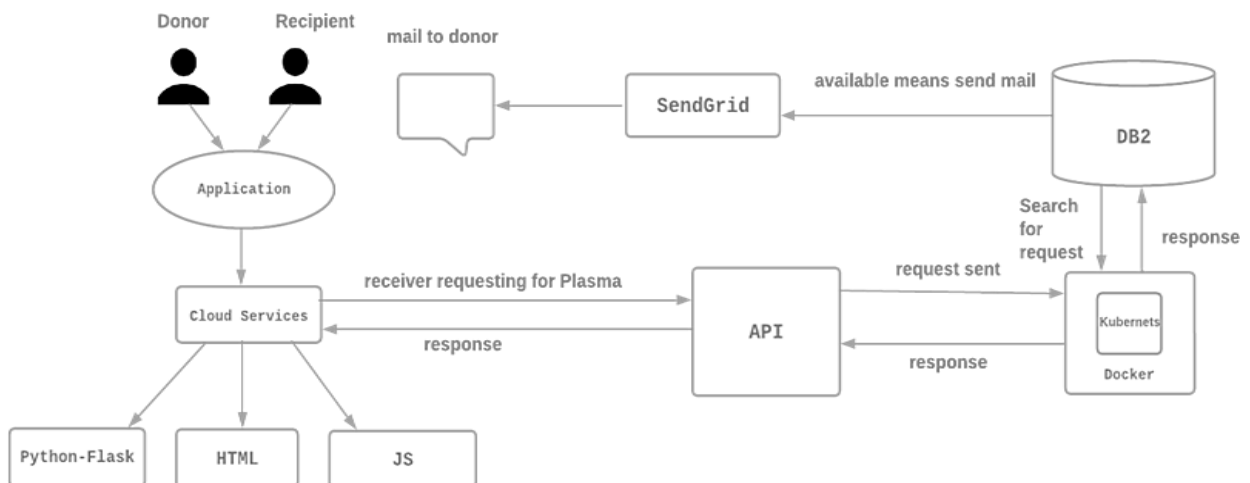 Donor
Recipient
mail to donor
SendGrid
available means send mail
DB2
Application
Search
for
request
response
Cloud Services
receiver requesting for Plasma
response
API
request sent
response
Kubernets
Docker
Python-Flask
HTML
JS